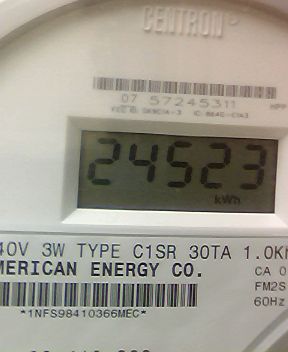 CENTRON
07 57245311
24523
kWh
40V 3W TYPE C1SR 30TA 1.0K
MERICAN ENERGY CO.
CA 0
FM2S
60Hz
*1NFS98410366MEC*